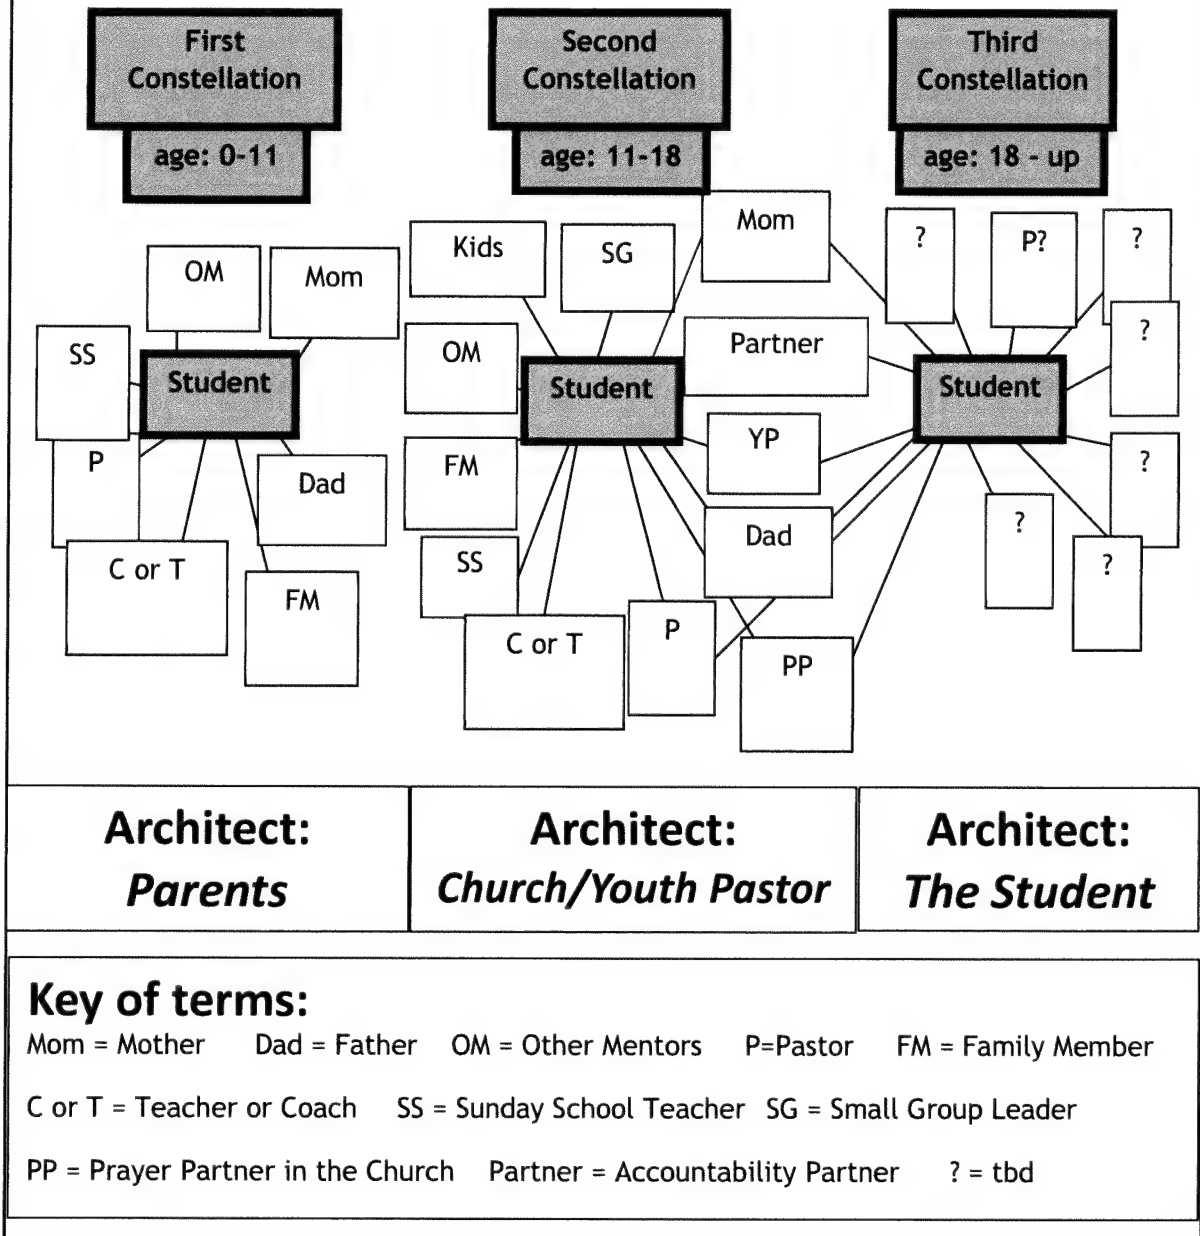 First
Constellation
age: 0-11
Second
Constellation
age: 11-18
Third
Constellation
age: 18 - up
OM
Mom
SS
Student
P
Dad
C or T
FM
Kids
SG
Mom
OM
Partner
Student
FM
YP
SS
Dad
C or T
P
PP
?
P?
?
?
Student
?
?
?
Architect:
Parents
Architect:
Church/Youth Pastor
Architect:
The Student
Key of terms:
Mom = Mother Dad = Father OM = Other Mentors P=Pastor FM = Family Member
C or T = Teacher or Coach SS = Sunday School Teacher SG = Small Group Leader
PP = Prayer Partner in the Church Partner = Accountability Partner ? = tbd